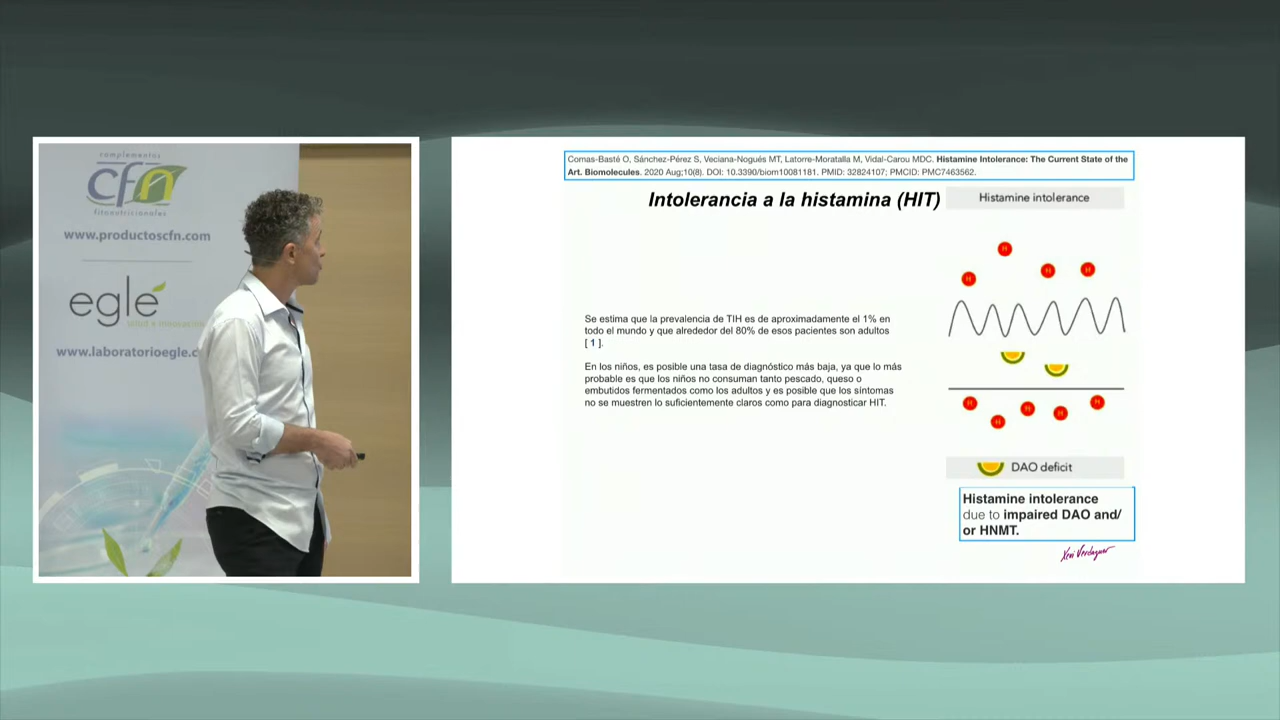 complementos
cfn
fitonutricionales
www.productoscfn.com
eglé
salud e innovación
www.laboratorioegle.c
Comas-Basté O, Sánchez-Pérez S, Veciana-Nogués MT, Latorre-Moratalla M, Vidal-Carou MDC. Histamine Intolerance: The Current State of the
Art. Biomolecules. 2020 Aug;10(8). DOI: 10.3390/biom10081181. PMID: 32824107; PMCID: PMC7463562.
Intolerancia a la histamina (HIT)
Se estima que la prevalencia de TIH es de aproximadamente el 1% en
todo el mundo y que alrededor del 80% de esos pacientes son adultos
[ 1 ].
En los niños, es posible una tasa de diagnóstico más baja, ya que lo más
probable es que los niños no consuman tanto pescado, queso o
embutidos fermentados como los adultos y es posible que los síntomas
no se muestren lo suficientemente claros como para diagnosticar HIT.
Histamine intolerance
H
H
H
H
H
H
H
H
H
DAO deficit
Histamine intolerance
due to impaired DAO and/
or HNMT.
Xevi Verdaguer